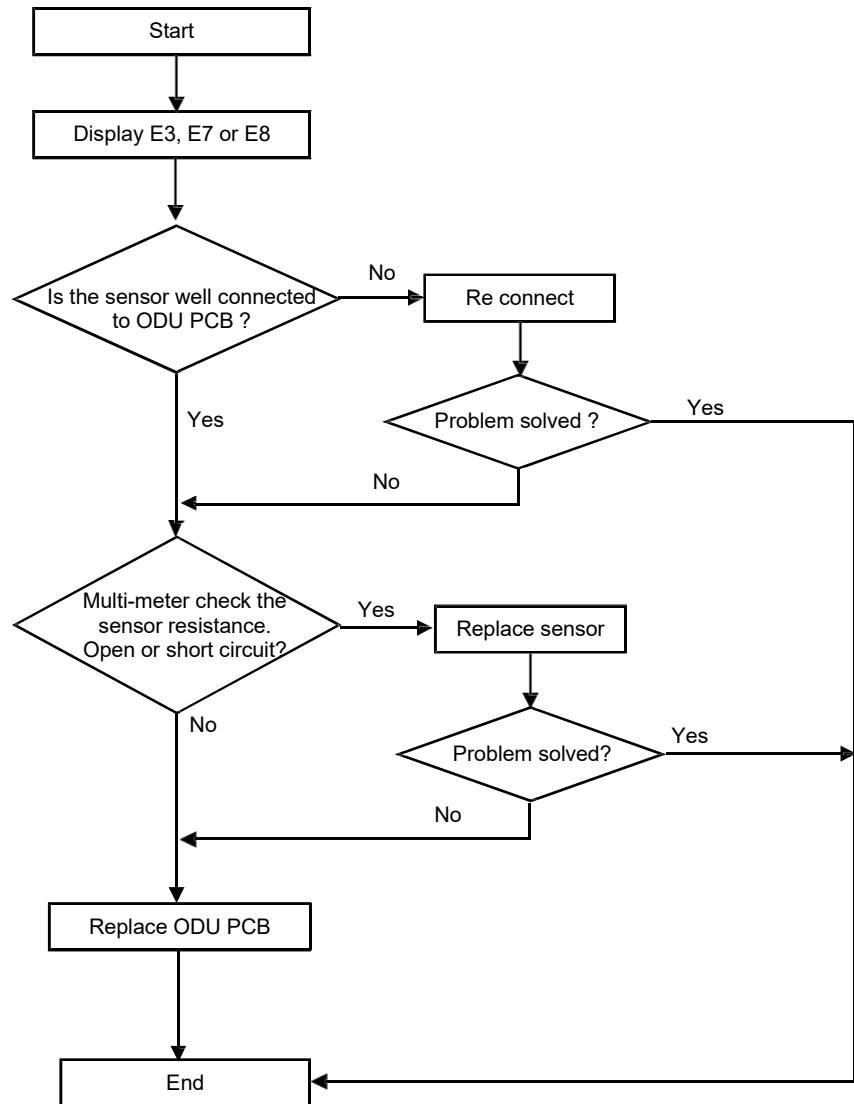 Start
Display E3, E7 or E8
Is the sensor well connected
to ODU PCB ?
No
Re connect
Yes
Problem solved ?
Yes
No
Multi-meter check the
sensor resistance.
Open or short circuit?
Yes
Replace sensor
No
Problem solved?
Yes
No
Replace ODU PCB
End